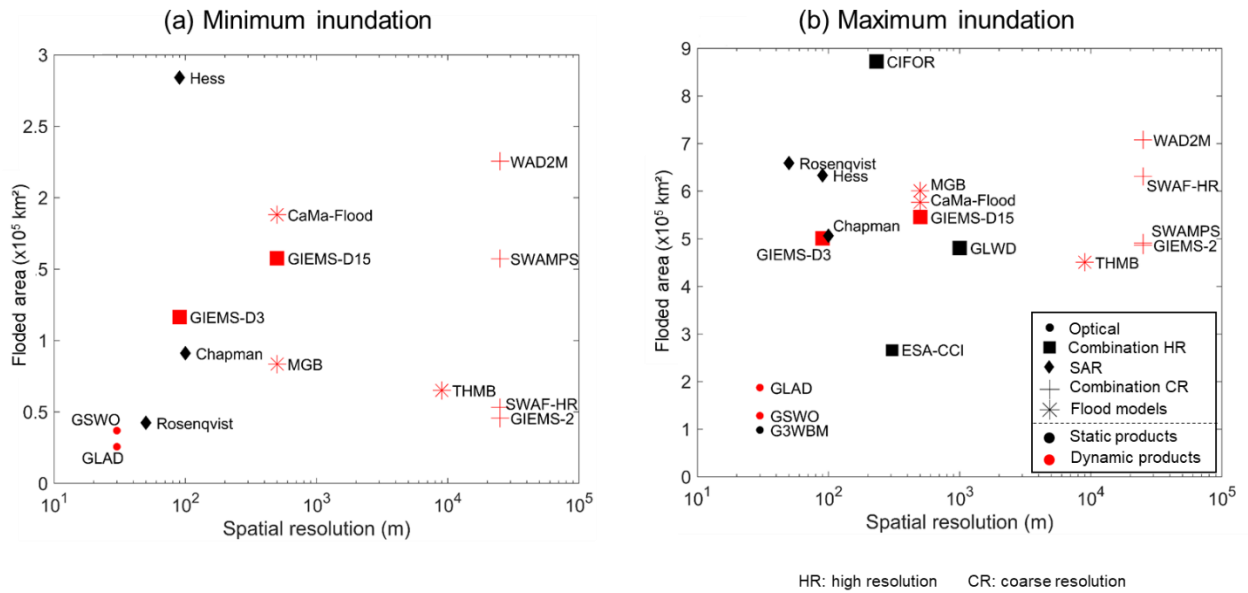 (a) Minimum inundation
3
2.5
2
1.5
1
0.5
0
Floded area (x10⁵ km²)
Hess
WAD2M
CaMa-Flood
GIEMS-D15
SWAMPS
GIEMS-D3
Chapman
MGB
THMB
SWAF-HR
GIEMS-2
GSWO
Rosenqvist
GLAD
10¹ 10² 10³ 10⁴ 10⁵
Spatial resolution (m)
(b) Maximum inundation
9
8
7
6
5
4
3
2
1
0
Floded area (x10⁵ km²)
CIFOR
WAD2M
Rosenqvist
Hess
SWAF-HR
MGB
CaMa-Flood
GIEMS-D15
Chapman
GIEMS-D3
SWAMPS
GIEMS-2
GLWD
THMB
ESA-CCI
GLAD
GSWO
G3WBM
Optical
Combination HR
SAR
Combination CR
Flood models
Static products
Dynamic products
10¹ 10² 10³ 10⁴ 10⁵
Spatial resolution (m)
HR: high resolution CR: coarse resolution